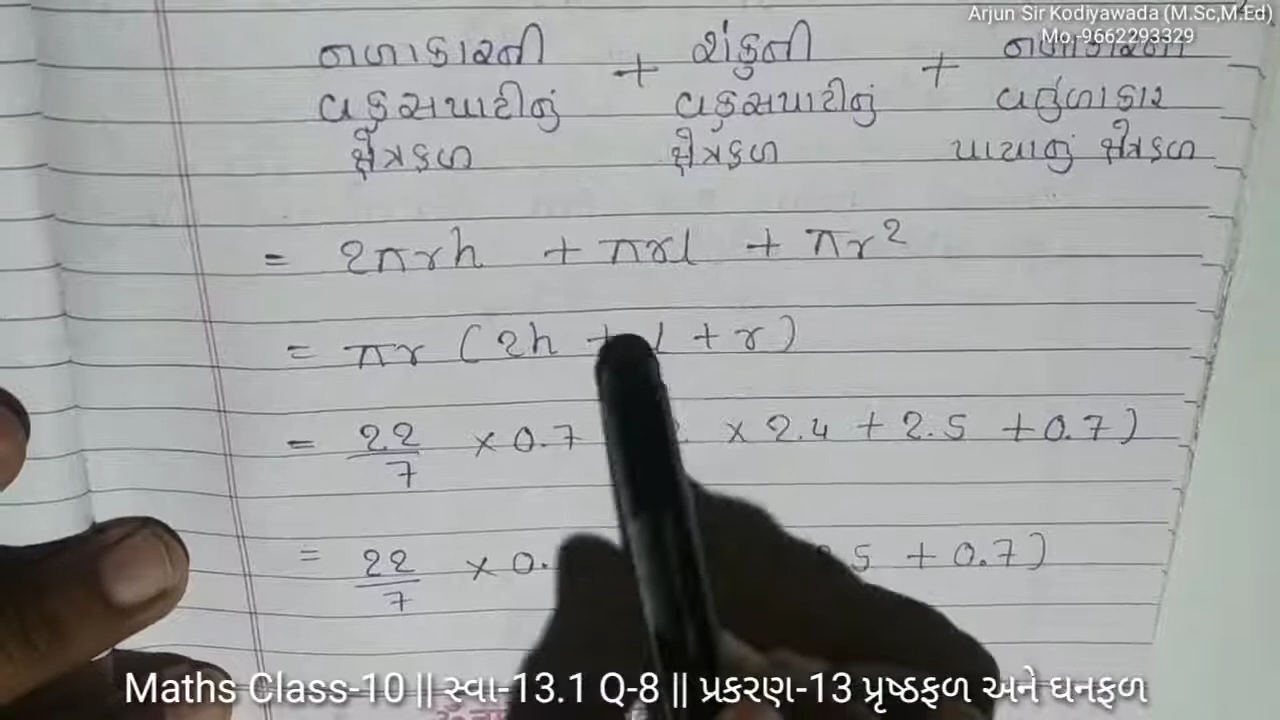 Arjun Sir Kodiyawada (M.Sc,M.Ed)
Mo.-9662293329
નળાકારની + શંકુની + નળાકારની
વક્રસપાટીનું વક્રસપાટીનું વર્તુળાકાર
ક્ષેત્રફળ ક્ષેત્રફળ પાયાનું ક્ષેત્રફળ
= 2πrh + πrl + πr²
= πr (2h + l + r)
= 22/7 × 0.7 × 2.4 + 2.5 + 0.7)
= 22/7 × 0. 5 + 0.7)
Maths Class-10 || સ્વા-13.1 Q-8 || પ્રકરણ-13 પૃષ્ઠફળ અને ઘનફળ